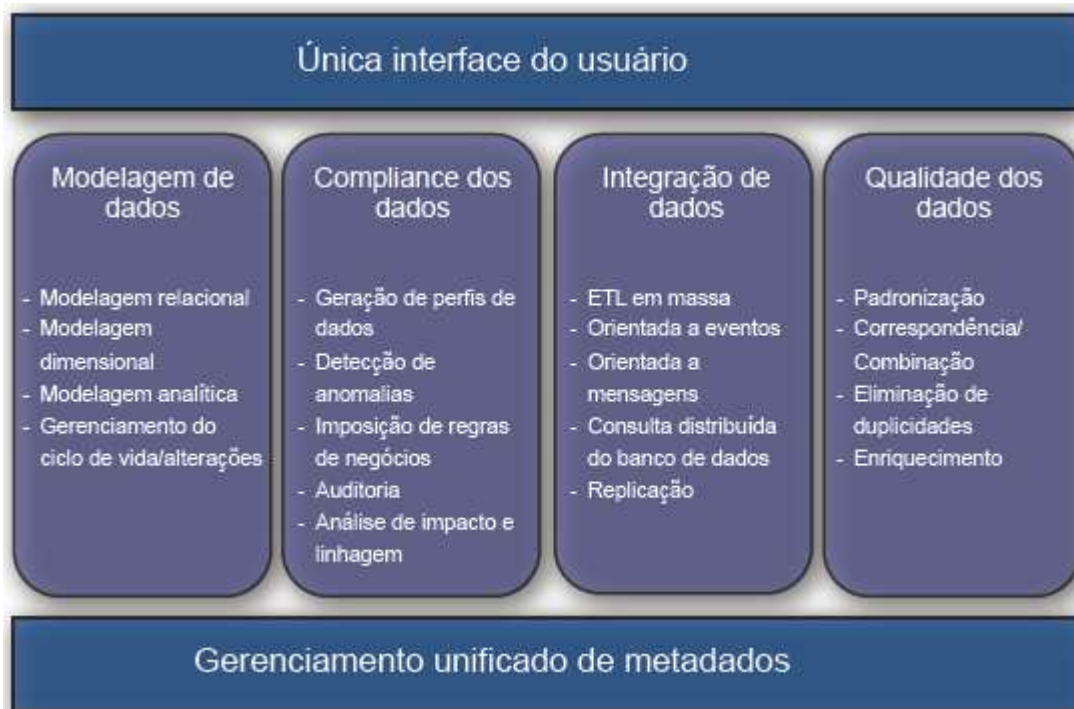 Única interface do usuário
Modelagem de
dados
- Modelagem relacional
- Modelagem
dimensional
- Modelagem analítica
- Gerenciamento do
ciclo de vida/alterações
Compliance dos
dados
- Geração de perfis de
dados
- Detecção de
anomalias
- Imposição de regras
de negócios
- Auditoria
- Análise de impacto e
linhagem
Integração de
dados
- ETL em massa
- Orientada a eventos
- Orientada a
mensagens
- Consulta distribuída
do banco de dados
- Replicação
Qualidade dos
dados
- Padronização
- Correspondência/
Combinação
- Eliminação de
duplicidades
- Enriquecimento
Gerenciamento unificado de metadados